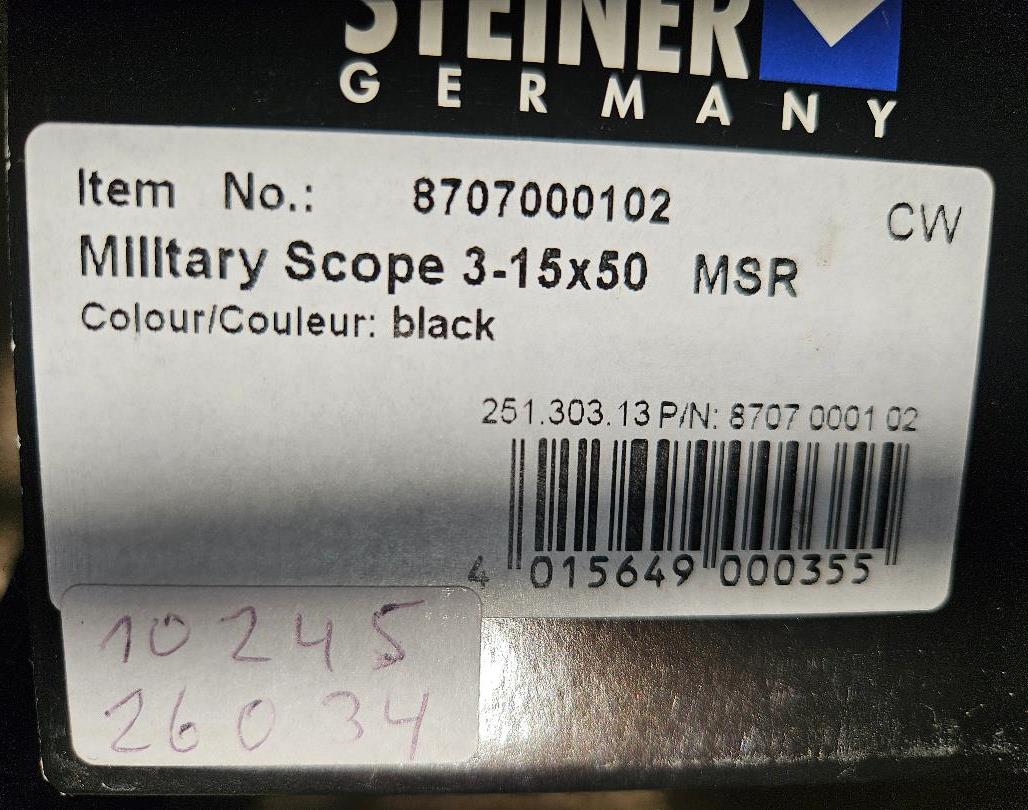 STEINER
GERMANY
Item No.: 8707000102
CW
Military Scope 3-15x50 MSR
Colour/Couleur: black
251.303.13 P/N: 8707 0001 02
4 015649 000355
10245
26034